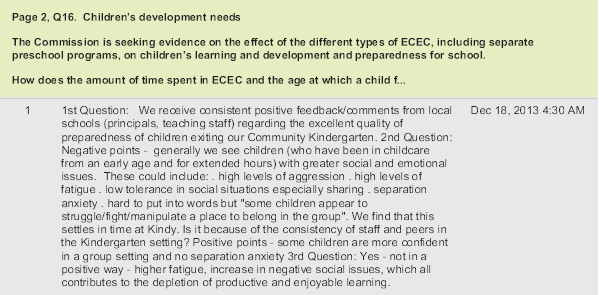 Page 2, Q16.  Children's development needs
The Commission is seeking evidence on the effect of the different types of ECEC, including separate
preschool programs, on children's learning and development and preparedness for school.
How does the amount of time spent in ECEC and the age at which a child f...
1 1st Question:   We receive consistent positive feedback/comments from local Dec 18, 2013 4:30 AM
schools (principals, teaching staff) regarding the excellent quality of
preparedness of children exiting our Community Kindergarten. 2nd Question:
Negative points -  generally we see children (who have been in childcare
from an early age and for extended hours) with greater social and emotional
issues.  These could include: . high levels of aggression . high levels of
fatigue . low tolerance in social situations especially sharing . separation
anxiety . hard to put into words but "some children appear to
struggle/fight/manipulate a place to belong in the group". We find that this
settles in time at Kindy. Is it because of the consistency of staff and peers in
the Kindergarten setting? Positive points - some children are more confident
in a group setting and no separation anxiety 3rd Question: Yes - not in a
positive way - higher fatigue, increase in negative social issues, which all
contributes to the depletion of productive and enjoyable learning.